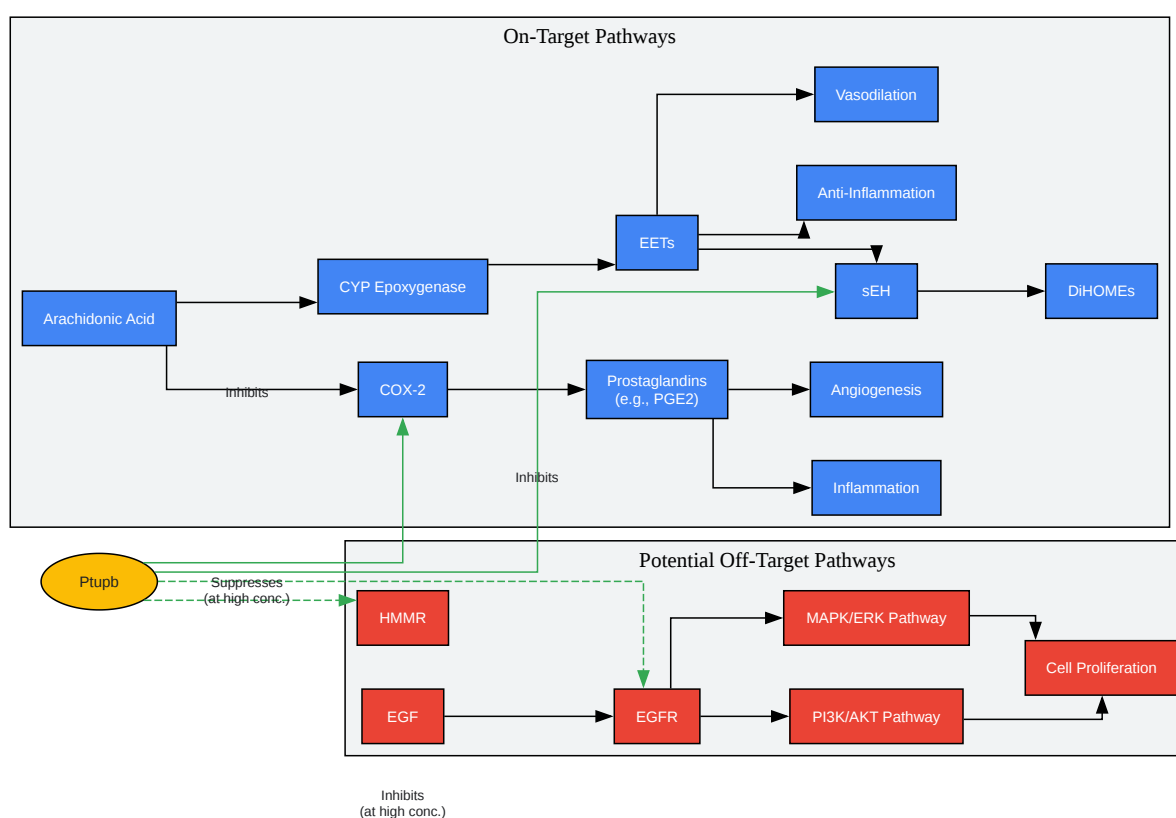 On-Target Pathways
Vasodilation
Anti-Inflammation
EETs
CYP Epoxygenase
sEH
DiHOMEs
Arachidonic Acid
Inhibits
COX-2
Prostaglandins
(e.g., PGE2)
Angiogenesis
Inhibits
Inflammation
Potential Off-Target Pathways
Ptupb
Suppresses
(at high conc.)
HMMR
MAPK/ERK Pathway
Cell Proliferation
EGF
EGFR
PI3K/AKT Pathway
Inhibits
(at high conc.)